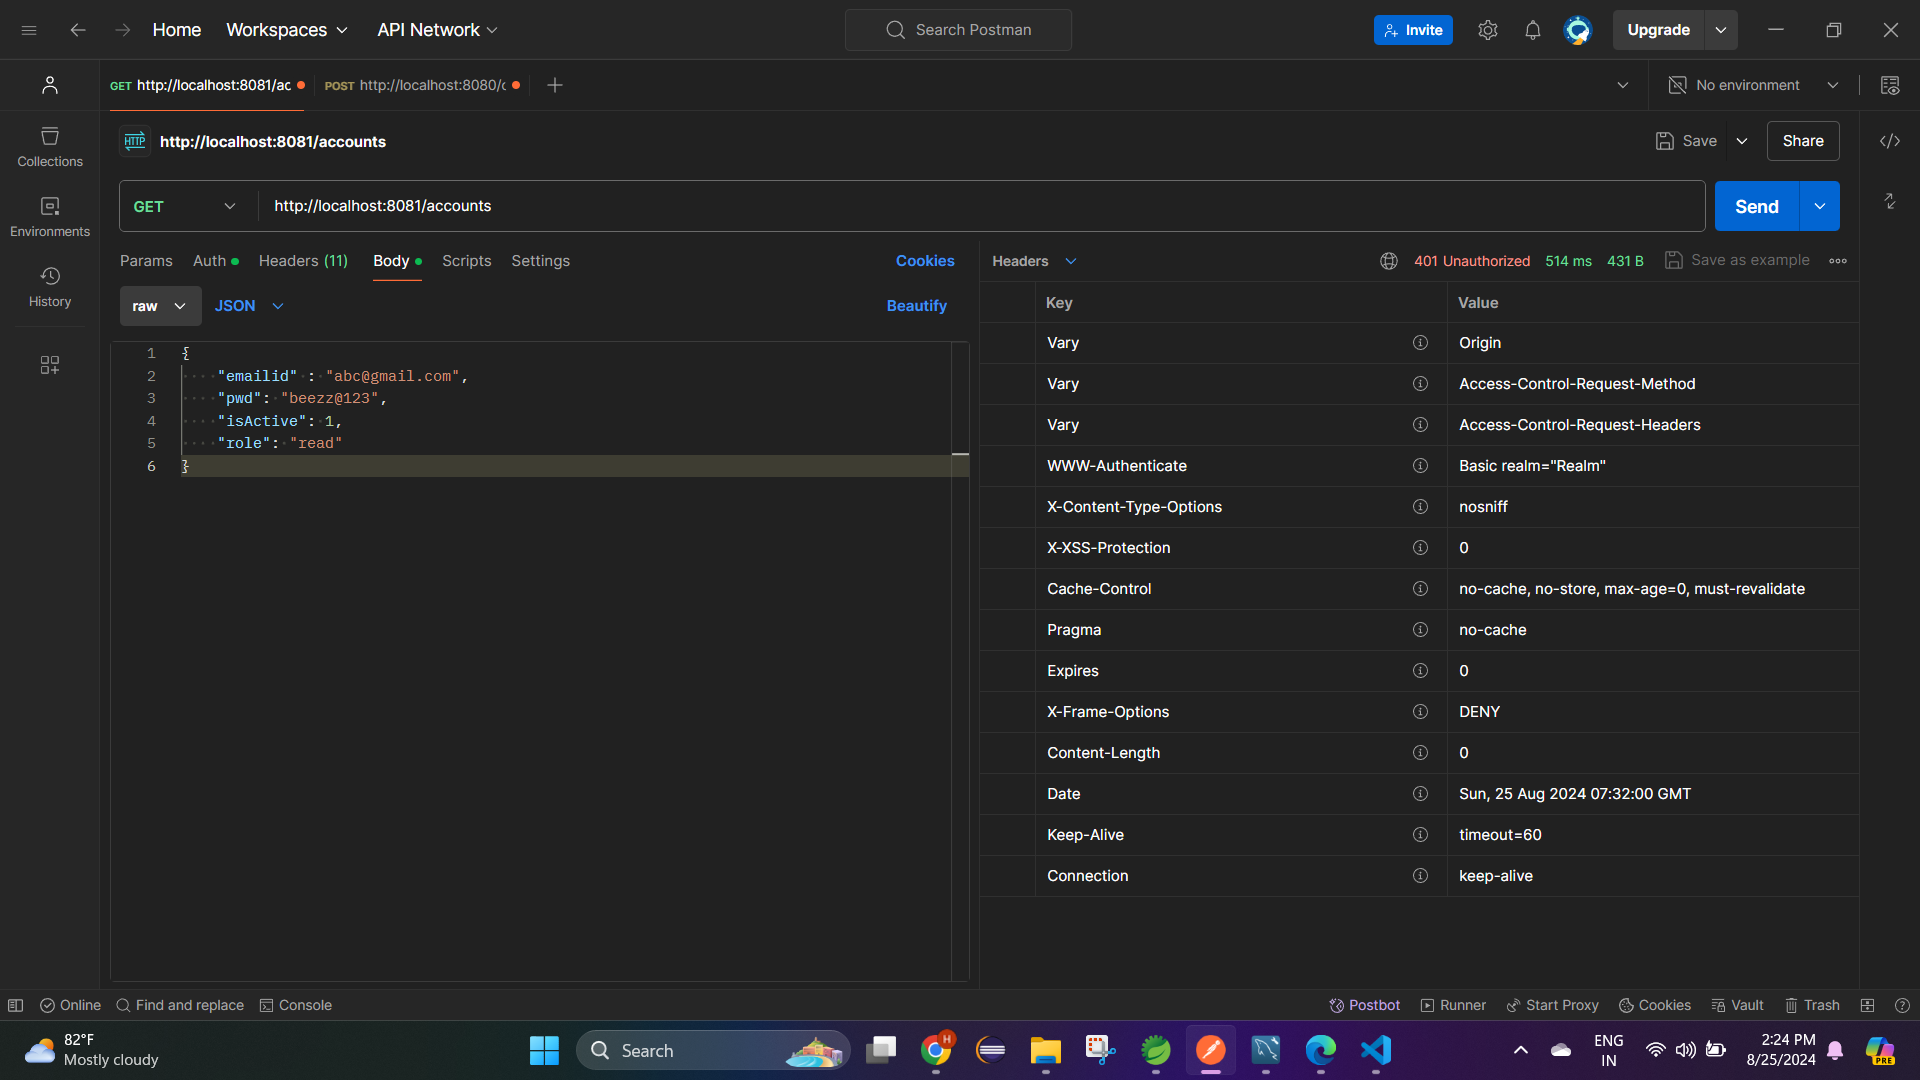 Home
Workspaces
API Network
Search Postman
Invite
Upgrade
GET http://localhost:8081/ac
POST http://localhost:8080/c
No environment
Collections
Environments
History
HTTP http://localhost:8081/accounts
Save
Share
GET
http://localhost:8081/accounts
Send
Params
Auth
Headers (11)
Body
Scripts
Settings
Cookies
raw
JSON
Beautify
1 {
2 "emailid" : "abc@gmail.com",
3 "pwd": "beezz@123",
4 "isActive": 1,
5 "role": "read"
6 }
Headers
401 Unauthorized 514 ms 431 B
Save as example
Key Value
Vary Origin
Vary Access-Control-Request-Method
Vary Access-Control-Request-Headers
WWW-Authenticate Basic realm="Realm"
X-Content-Type-Options nosniff
X-XSS-Protection 0
Cache-Control no-cache, no-store, max-age=0, must-revalidate
Pragma no-cache
Expires 0
X-Frame-Options DENY
Content-Length 0
Date Sun, 25 Aug 2024 07:32:00 GMT
Keep-Alive timeout=60
Connection keep-alive
Online
Find and replace
Console
Postbot
Runner
Start Proxy
Cookies
Vault
Trash
82°F
Mostly cloudy
Search
H
ENG
IN
2:24 PM
8/25/2024
PRE